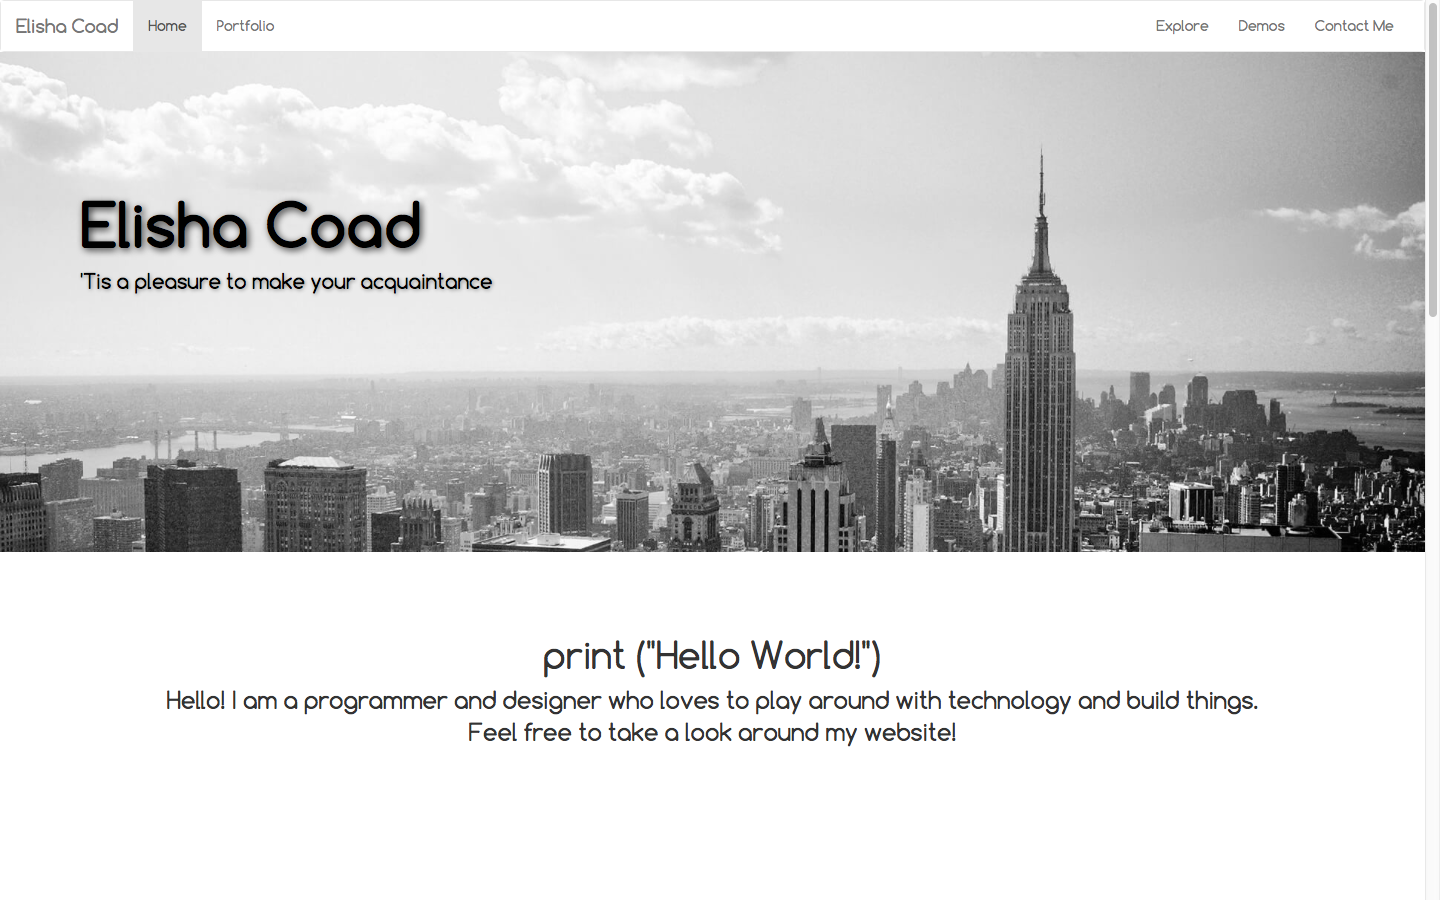 Elisha Coad Home Portfolio Explore Demos Contact Me
Elisha Coad
'Tis a pleasure to make your acquaintance
print ("Hello World!")
Hello! I am a programmer and designer who loves to play around with technology and build things.
Feel free to take a look around my website!